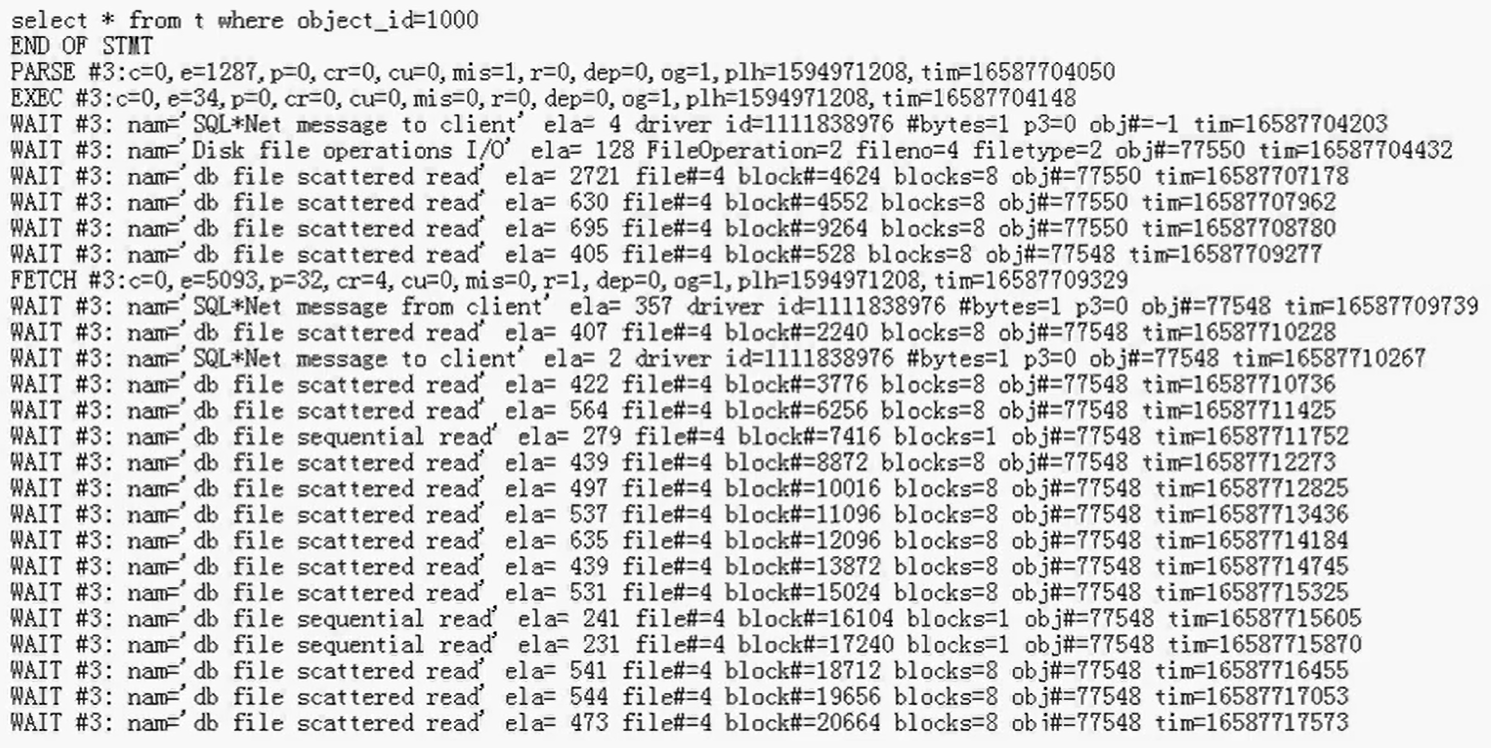 select * from t where object_id=1000
END OF STMT
PARSE #3:c=0,e=1287,p=0,cr=0,cu=0,mis=1,r=0,dep=0,og=1,plh=1594971208,tim=16587704050
EXEC #3:c=0,e=34,p=0,cr=0,cu=0,mis=0,r=0,dep=0,og=1,plh=1594971208,tim=16587704148
WAIT #3: nam='SQL*Net message to client' ela= 4 driver id=1111838976 #bytes=1 p3=0 obj#=-1 tim=16587704203
WAIT #3: nam='Disk file operations I/O' ela= 128 FileOperation=2 fileno=4 filetype=2 obj#=77550 tim=16587704432
WAIT #3: nam='db file scattered read' ela= 2721 file#=4 block#=4624 blocks=8 obj#=77550 tim=16587707178
WAIT #3: nam='db file scattered read' ela= 630 file#=4 block#=4552 blocks=8 obj#=77550 tim=16587707962
WAIT #3: nam='db file scattered read' ela= 695 file#=4 block#=9264 blocks=8 obj#=77550 tim=16587708780
WAIT #3: nam='db file scattered read' ela= 405 file#=4 block#=528 blocks=8 obj#=77548 tim=16587709277
FETCH #3:c=0,e=5093,p=32,cr=4,cu=0,mis=0,r=1,dep=0,og=1,plh=1594971208,tim=16587709329
WAIT #3: nam='SQL*Net message from client' ela= 357 driver id=1111838976 #bytes=1 p3=0 obj#=77548 tim=16587709739
WAIT #3: nam='db file scattered read' ela= 407 file#=4 block#=2240 blocks=8 obj#=77548 tim=16587710228
WAIT #3: nam='SQL*Net message to client' ela= 2 driver id=1111838976 #bytes=1 p3=0 obj#=77548 tim=16587710267
WAIT #3: nam='db file scattered read' ela= 422 file#=4 block#=3776 blocks=8 obj#=77548 tim=16587710736
WAIT #3: nam='db file scattered read' ela= 564 file#=4 block#=6256 blocks=8 obj#=77548 tim=16587711425
WAIT #3: nam='db file sequential read' ela= 279 file#=4 block#=7416 blocks=1 obj#=77548 tim=16587711752
WAIT #3: nam='db file scattered read' ela= 439 file#=4 block#=8872 blocks=8 obj#=77548 tim=16587712273
WAIT #3: nam='db file scattered read' ela= 497 file#=4 block#=10016 blocks=8 obj#=77548 tim=16587712825
WAIT #3: nam='db file scattered read' ela= 537 file#=4 block#=11096 blocks=8 obj#=77548 tim=16587713436
WAIT #3: nam='db file scattered read' ela= 635 file#=4 block#=12096 blocks=8 obj#=77548 tim=16587714184
WAIT #3: nam='db file scattered read' ela= 439 file#=4 block#=13872 blocks=8 obj#=77548 tim=16587714745
WAIT #3: nam='db file scattered read' ela= 531 file#=4 block#=15024 blocks=8 obj#=77548 tim=16587715325
WAIT #3: nam='db file sequential read' ela= 241 file#=4 block#=16104 blocks=1 obj#=77548 tim=16587715605
WAIT #3: nam='db file sequential read' ela= 231 file#=4 block#=17240 blocks=1 obj#=77548 tim=16587715870
WAIT #3: nam='db file scattered read' ela= 541 file#=4 block#=18712 blocks=8 obj#=77548 tim=16587716455
WAIT #3: nam='db file scattered read' ela= 544 file#=4 block#=19656 blocks=8 obj#=77548 tim=16587717053
WAIT #3: nam='db file scattered read' ela= 473 file#=4 block#=20664 blocks=8 obj#=77548 tim=16587717573